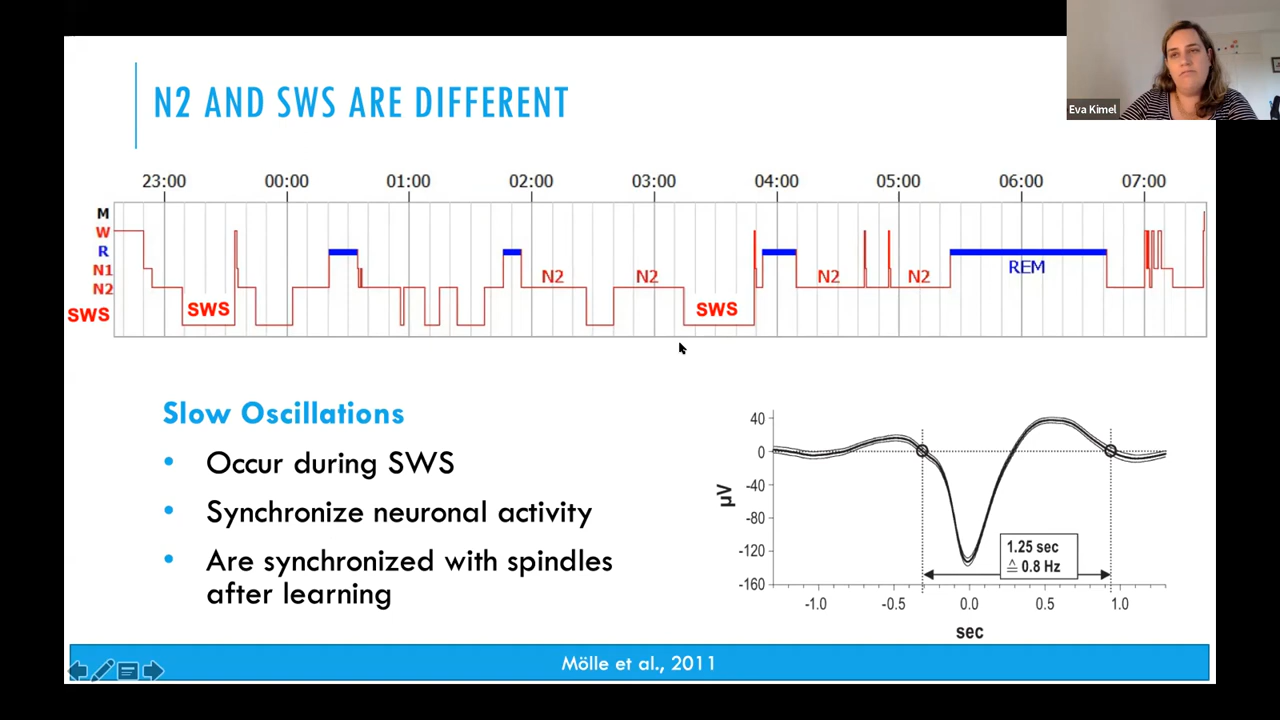 Eva Kimel
N2 AND SWS ARE DIFFERENT
23:00 00:00 01:00 02:00 03:00 04:00 05:00 06:00 07:00
M
W
R
N1
N2
SWS
SWS
N2
N2
SWS
N2
N2
REM
Slow Oscillations
• Occur during SWS
• Synchronize neuronal activity
• Are synchronized with spindles
after learning
40
0
-40
-80
-120
-160
µV
1.25 sec
≙ 0.8 Hz
-1.0 -0.5 0.0 0.5 1.0
sec
Mölle et al., 2011